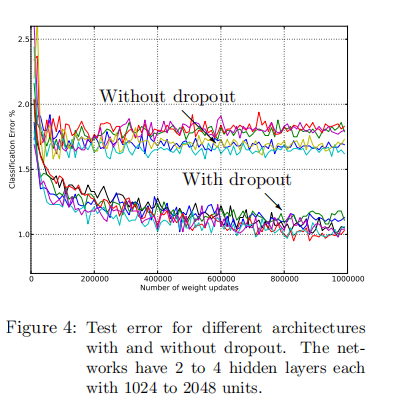 2.5
2.0
1.5
1.0
Classification Error %
Without dropout
With dropout
0
200000
400000
600000
800000
1000000
Number of weight updates
Figure 4: Test error for different architectures
with and without dropout. The net-
works have 2 to 4 hidden layers each
with 1024 to 2048 units.